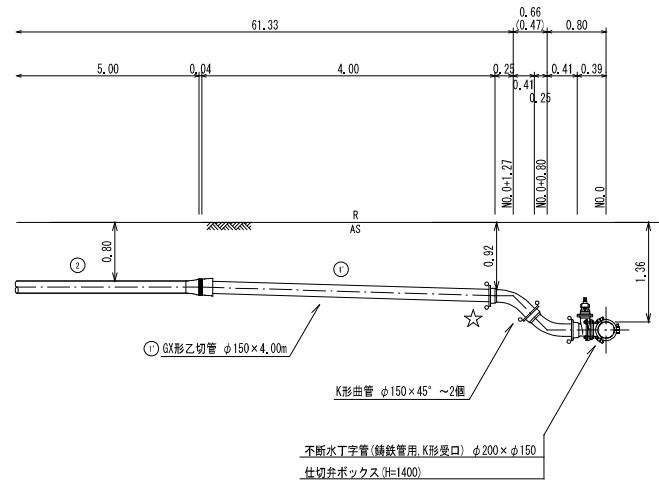 61.33
0.66
(0.47)
0.80
5.00
0.04
4.00
0.25
0.41
0.25
0.41
0.39
NO.0+1.27
NO.0+0.80
NO.0
R
AS
0.80
0.92
1.36
2
1'
1' GX形乙切管 φ150×4.00m
K形曲管 φ150×45° ～2個
不断水丁字管(鋳鉄管用,K形受口) φ200×φ150
仕切弁ボックス(H=1400)